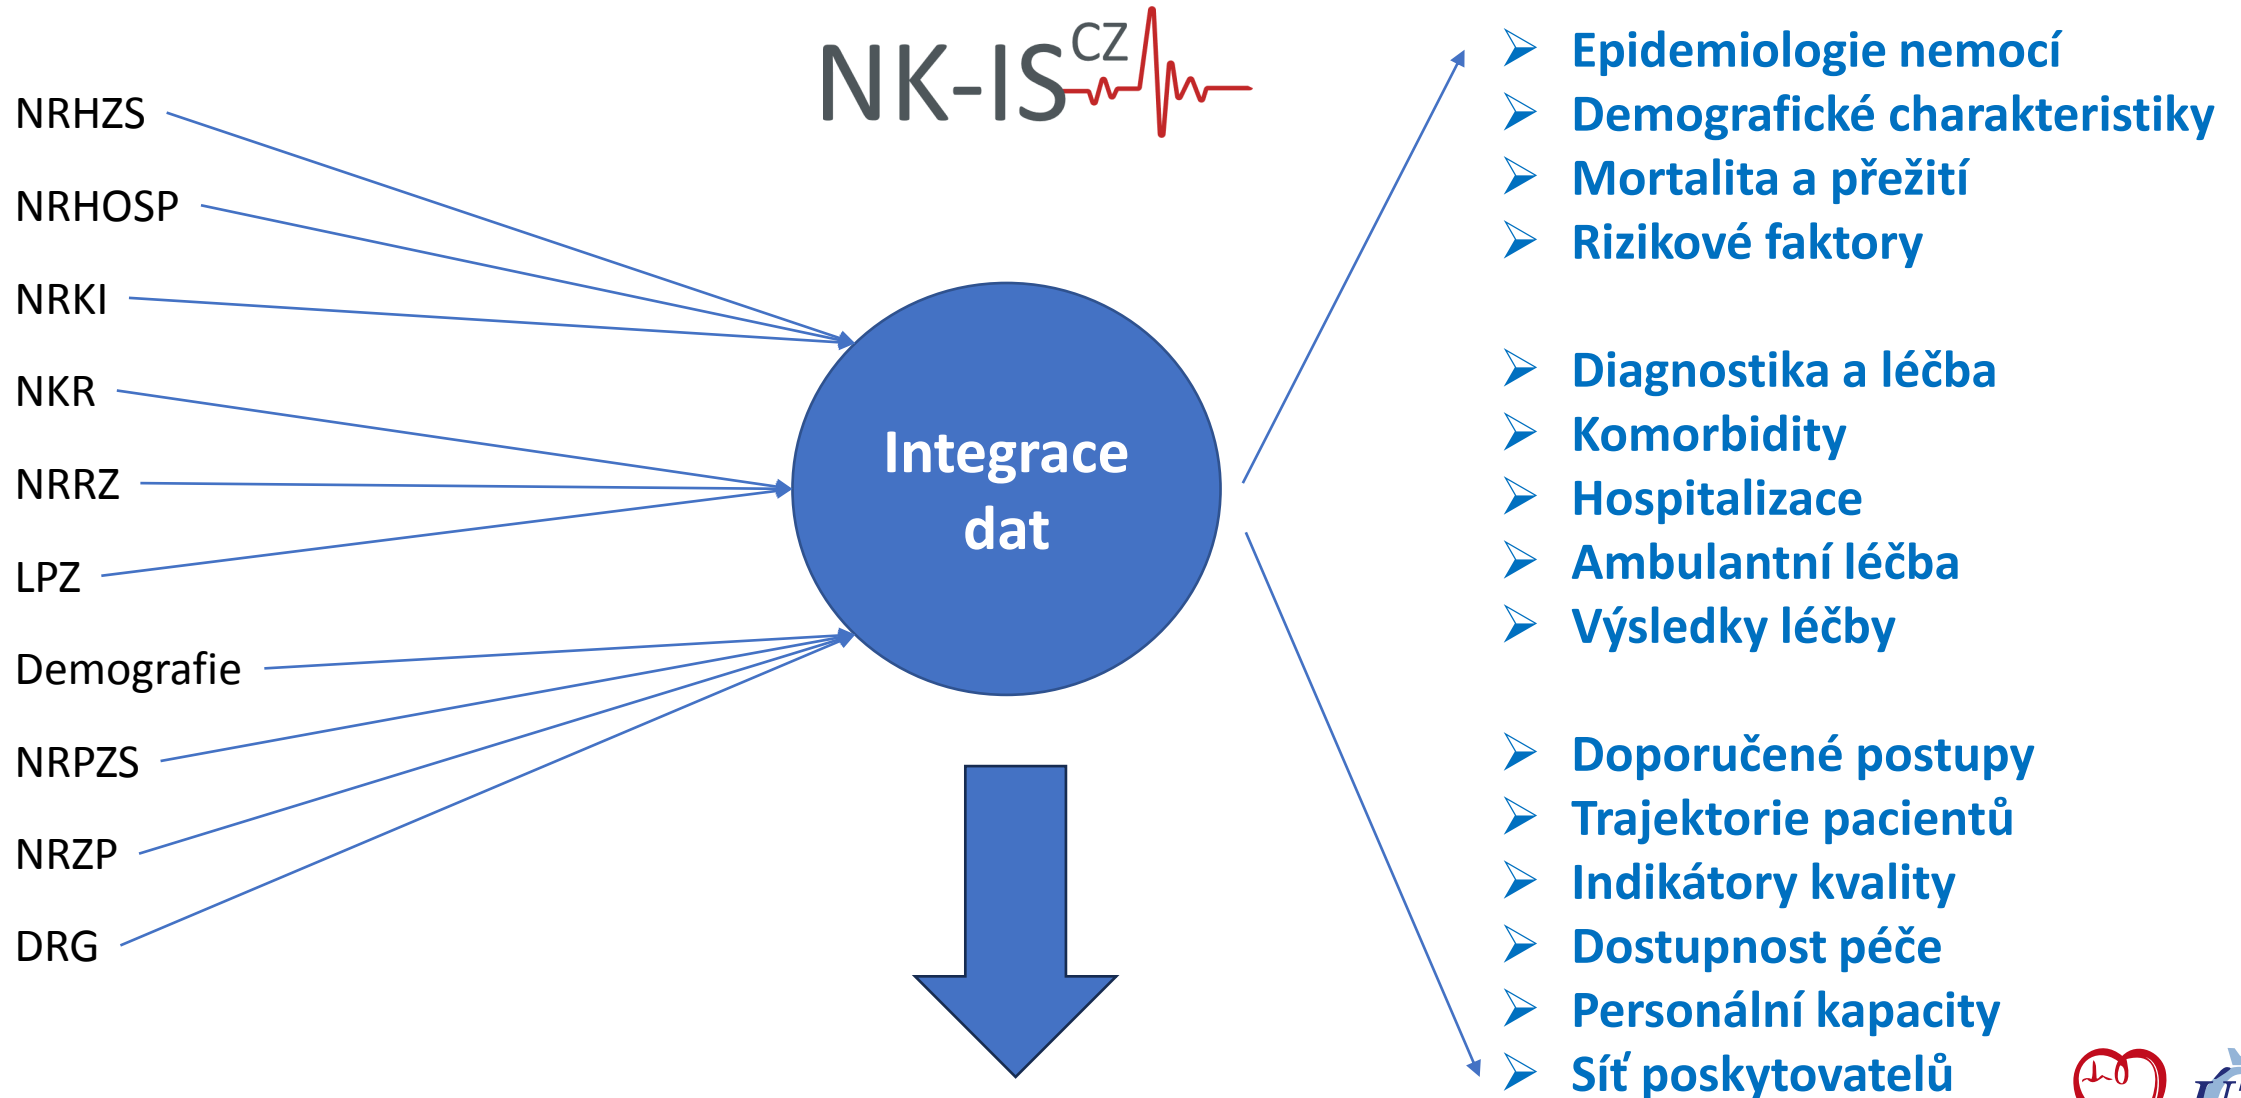 NK-IS CZ
NRHZS
NRHOSP
NRKI
NKR
NRRZ
LPZ
Demografie
NRPZS
NRZP
DRG
Integrace
dat
Epidemiologie nemocí
Demografické charakteristiky
Mortalita a přežití
Rizikové faktory
Diagnostika a léčba
Komorbidity
Hospitalizace
Ambulantní léčba
Výsledky léčby
Doporučené postupy
Trajektorie pacientů
Indikátory kvality
Dostupnost péče
Personální kapacity
Síť poskytovatelů